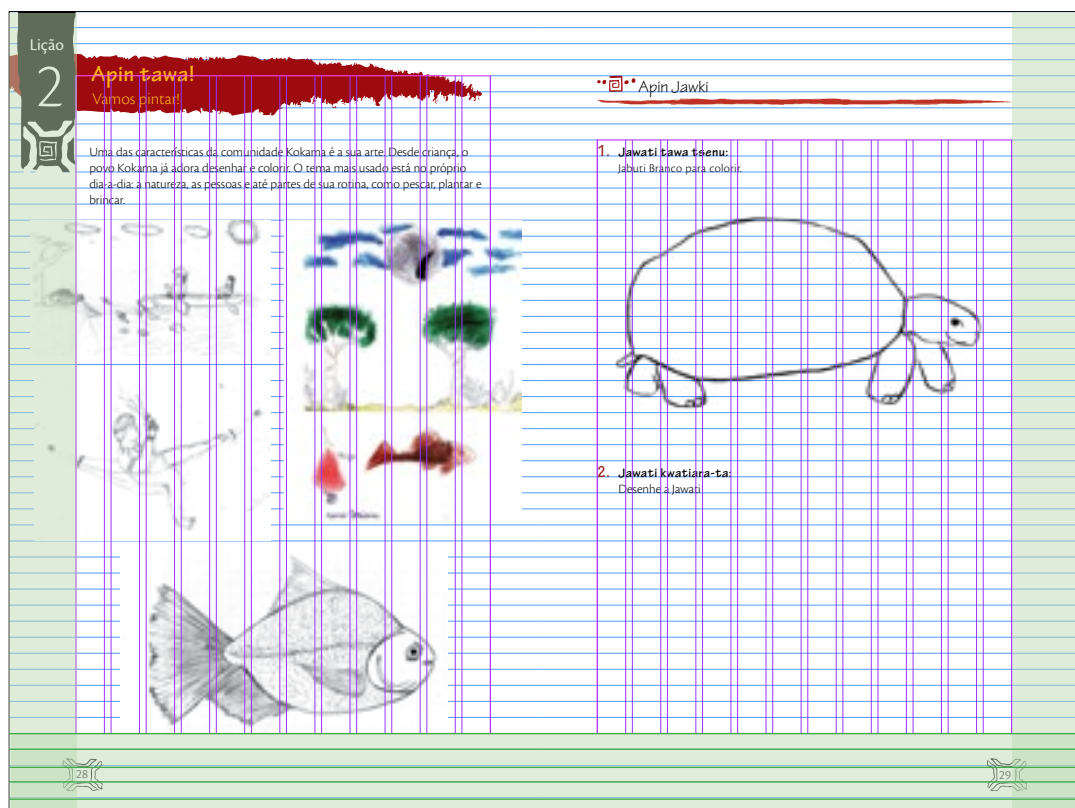 Lição
2
Apin tawa!
Vamos pintar!
Uma das características da comunidade Kokama é a sua arte. Desde criança, o
povo Kokama já adora desenhar e colorir. O tema mais usado está no próprio
dia-a-dia: a natureza, as pessoas e até partes de sua rotina, como pescar, plantar e
brincar.
28
Apin Jawki
1. Jawati tawa tsenu:
Jabuti Branco para colorir.
2. Jawati kwatiara-ta:
Desenhe a Jawati
29